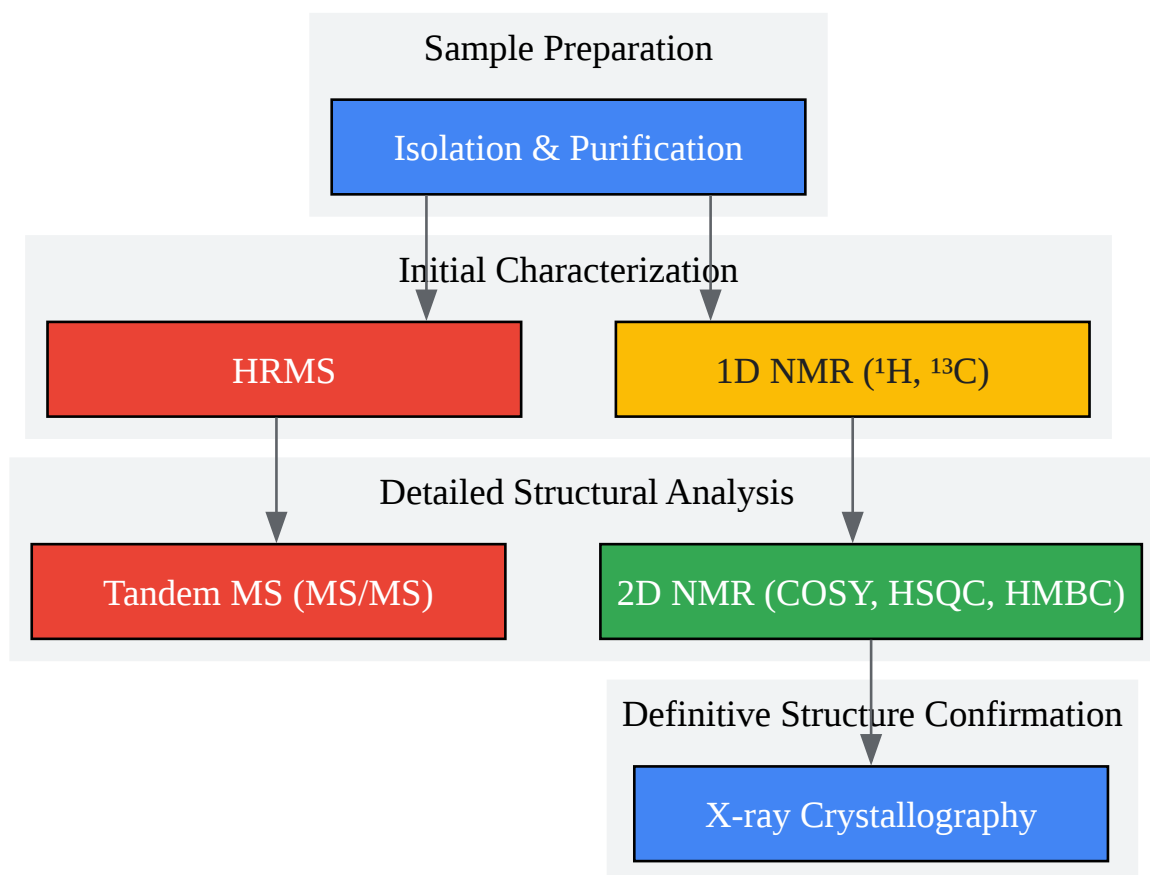 Sample Preparation
Isolation & Purification
Initial Characterization
HRMS
1D NMR (¹H, ¹³C)
Detailed Structural Analysis
Tandem MS (MS/MS)
2D NMR (COSY, HSQC, HMBC)
Definitive Structure Confirmation
X-ray Crystallography